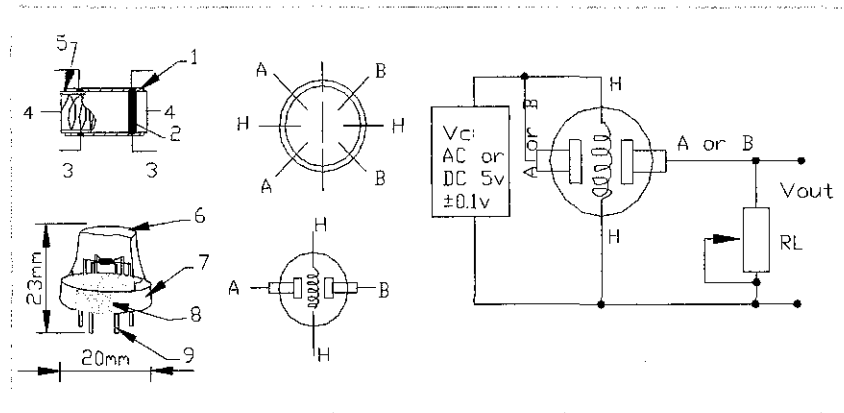 5
1
4
4
2
3
3
6
7
8
9
23mm
20mm
A
B
H
H
A
B
H
A
B
H
H
Vc:
AC or
DC 5v
±0.1v
A or B
A or B
H
Vout
RL